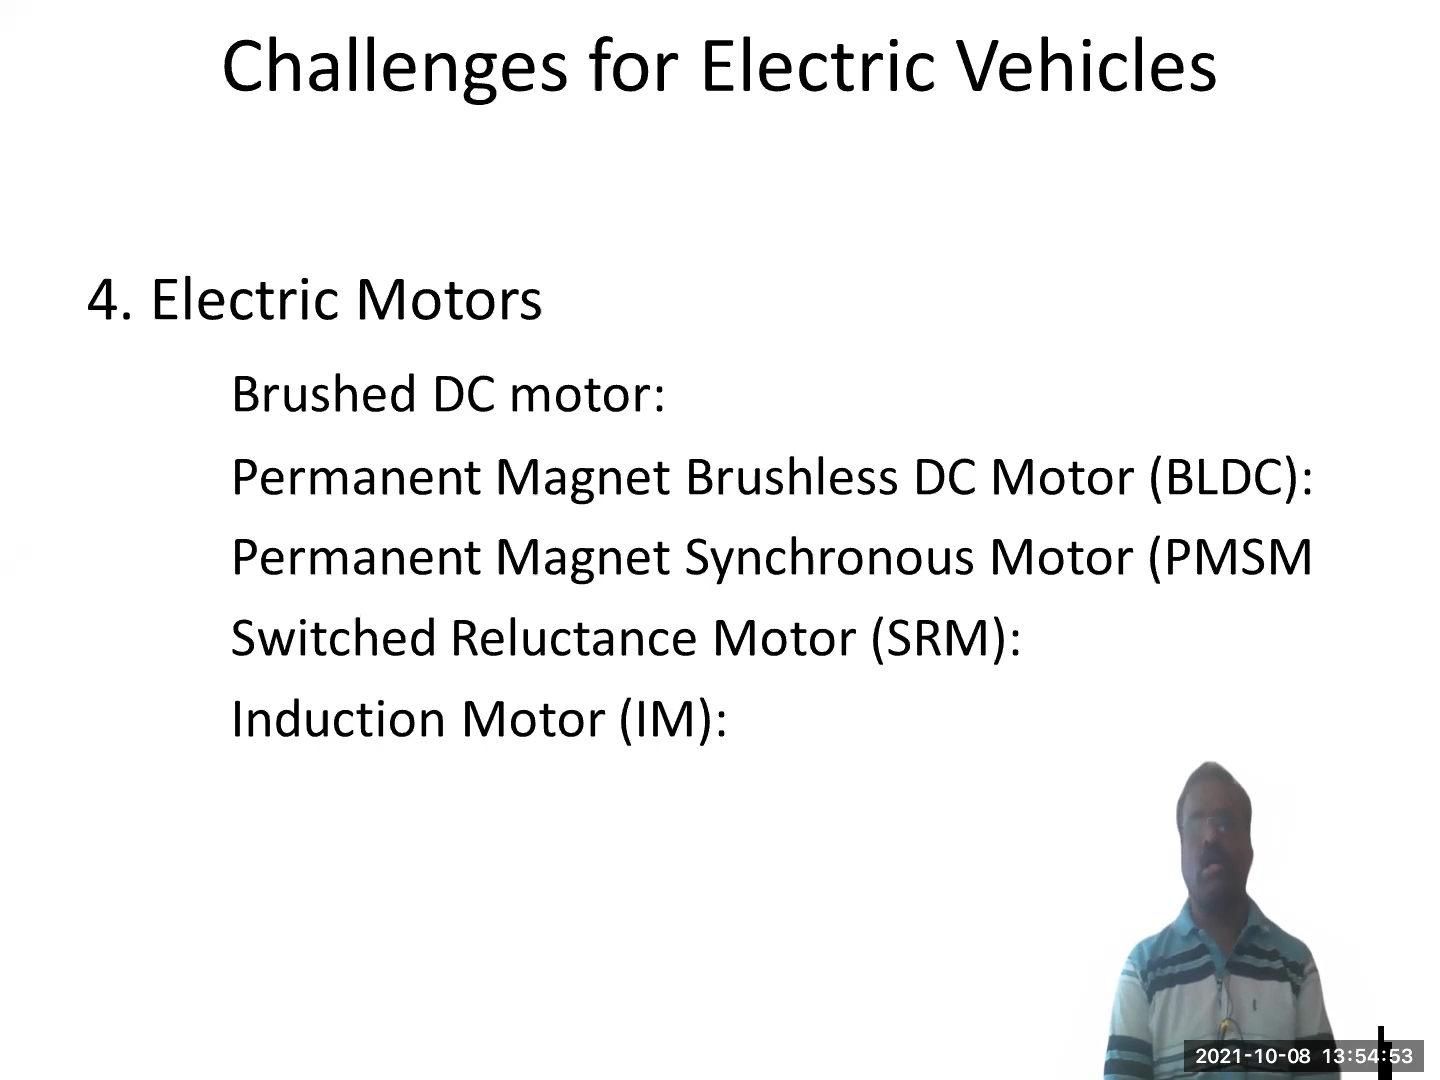 Challenges for Electric Vehicles
4. Electric Motors
Brushed DC motor:
Permanent Magnet Brushless DC Motor (BLDC):
Permanent Magnet Synchronous Motor (PMSM
Switched Reluctance Motor (SRM):
Induction Motor (IM):
2021-10-08 13:54:53